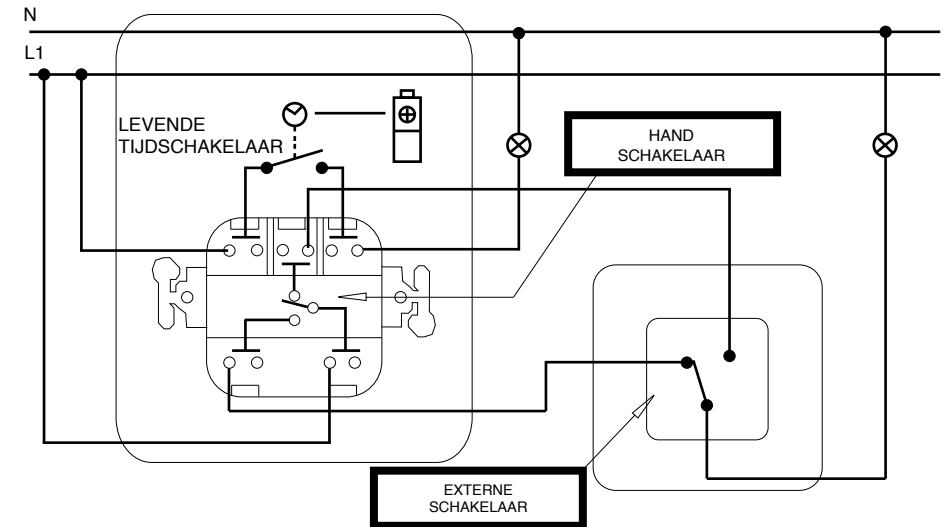 N
L1
LEVENDE
TIJDSCHAKELAAR
HAND
SCHAKELAAR
EXTERNE
SCHAKELAAR